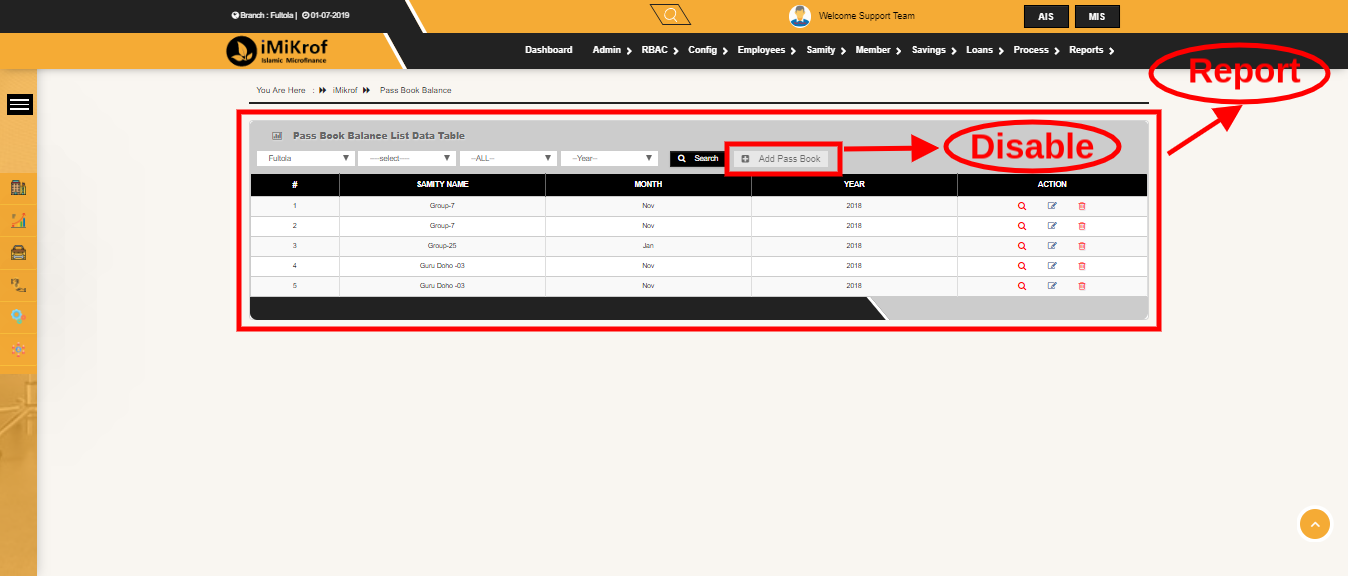 Branch : Fultola | 01-07-2019
Welcome Support Team
AIS
MIS
iMiKrof
Islamic Microfinance
Dashboard Admin RBAC Config Employees Samity Member Savings Loans Process Reports
Report
You Are Here : iMikrof Pass Book Balance
Pass Book Balance List Data Table
Disable
Fultola ----select---- --ALL-- --Year-- Search Add Pass Book
# SAMITY NAME MONTH YEAR ACTION
1 Group-7 Nov 2018
2 Group-7 Nov 2018
3 Group-25 Jan 2018
4 Guru Doho -03 Nov 2018
5 Guru Doho -03 Nov 2018